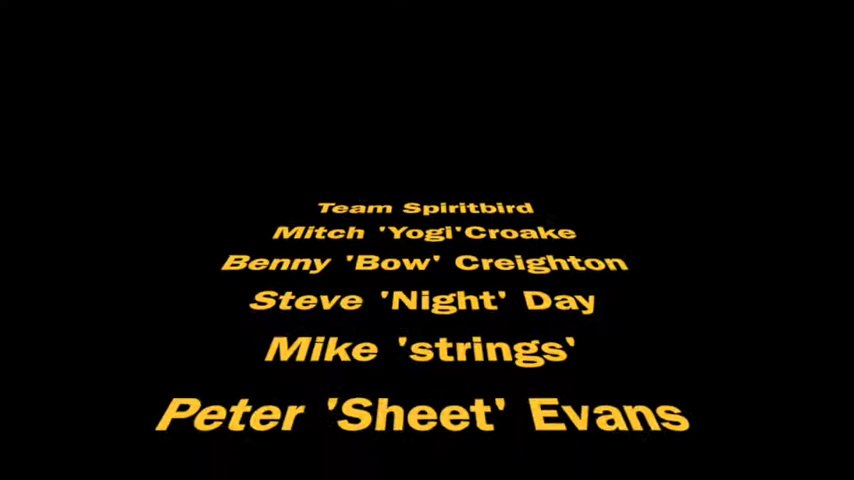 Team Spiritbird
Mitch 'Yogi'Croake
Benny 'Bow' Creighton
Steve 'Night' Day
Mike 'strings'
Peter 'Sheet' Evans